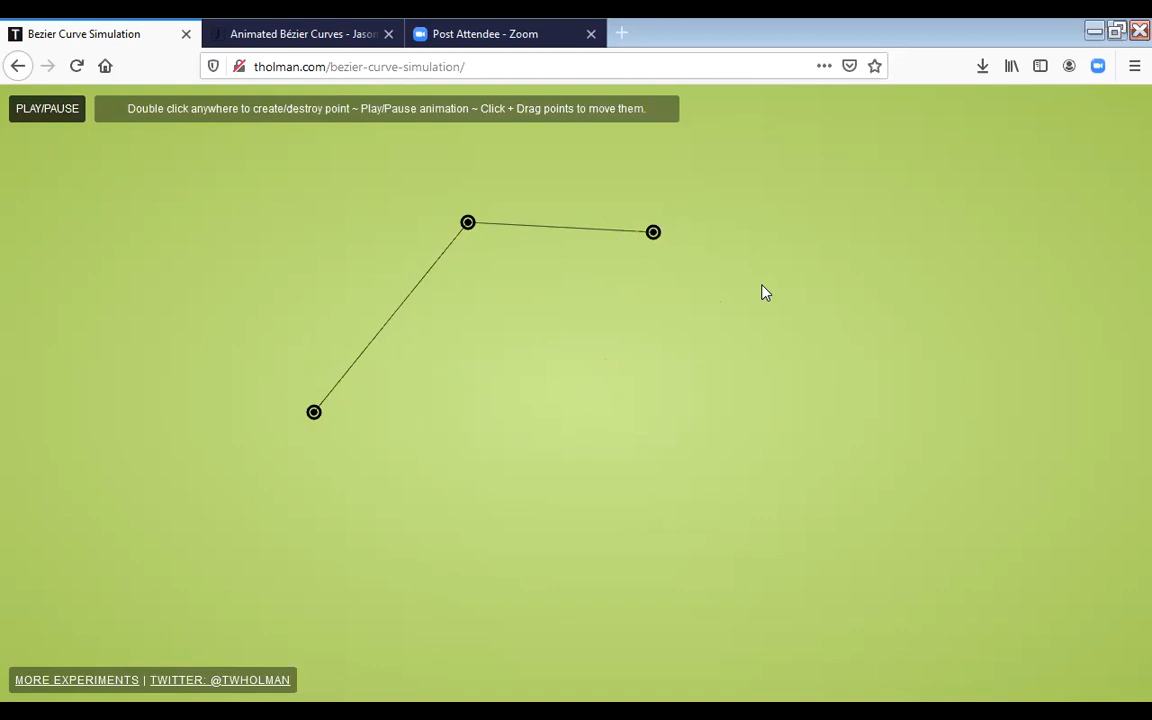 T Bezier Curve Simulation
Animated Bézier Curves - Jason
Post Attendee - Zoom
tholman.com/bezier-curve-simulation/
PLAY/PAUSE
Double click anywhere to create/destroy point ~ Play/Pause animation ~ Click + Drag points to move them.
MORE EXPERIMENTS | TWITTER: @TWHOLMAN